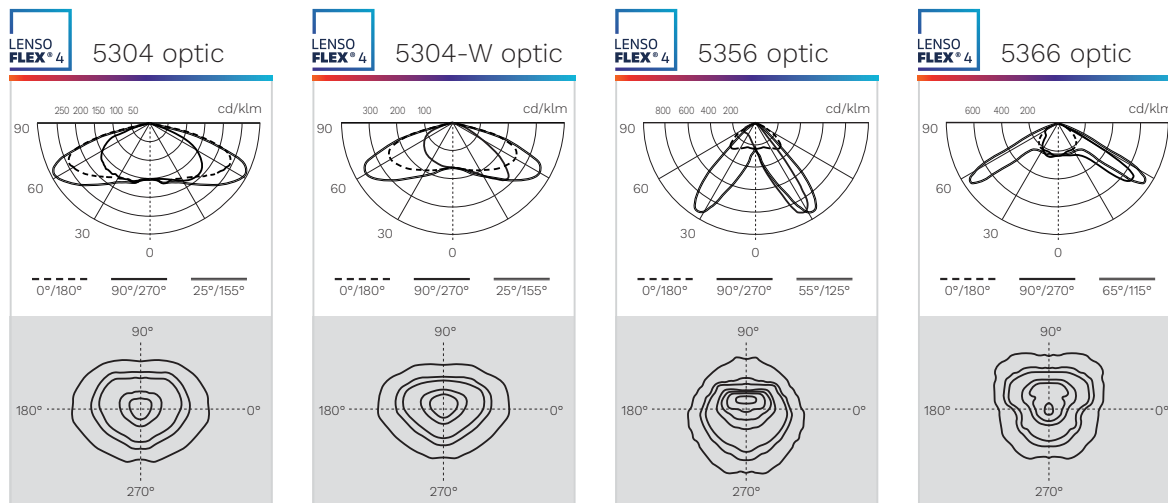 LENSO
FLEX® 4
5304 optic
250 200 150 100 50
cd/klm
90
60
30
0
0°/180° 90°/270° 25°/155°
90°
180° 0°
270°
LENSO
FLEX® 4
5304-W optic
300 200 100
cd/klm
90
60
30
0
0°/180° 90°/270° 25°/155°
90°
180° 0°
270°
LENSO
FLEX® 4
5356 optic
800 600 400 200
cd/klm
90
60
30
0
0°/180° 90°/270° 55°/125°
90°
180° 0°
270°
LENSO
FLEX® 4
5366 optic
600 400 200
cd/klm
90
60
30
0
0°/180° 90°/270° 65°/115°
90°
180° 0°
270°